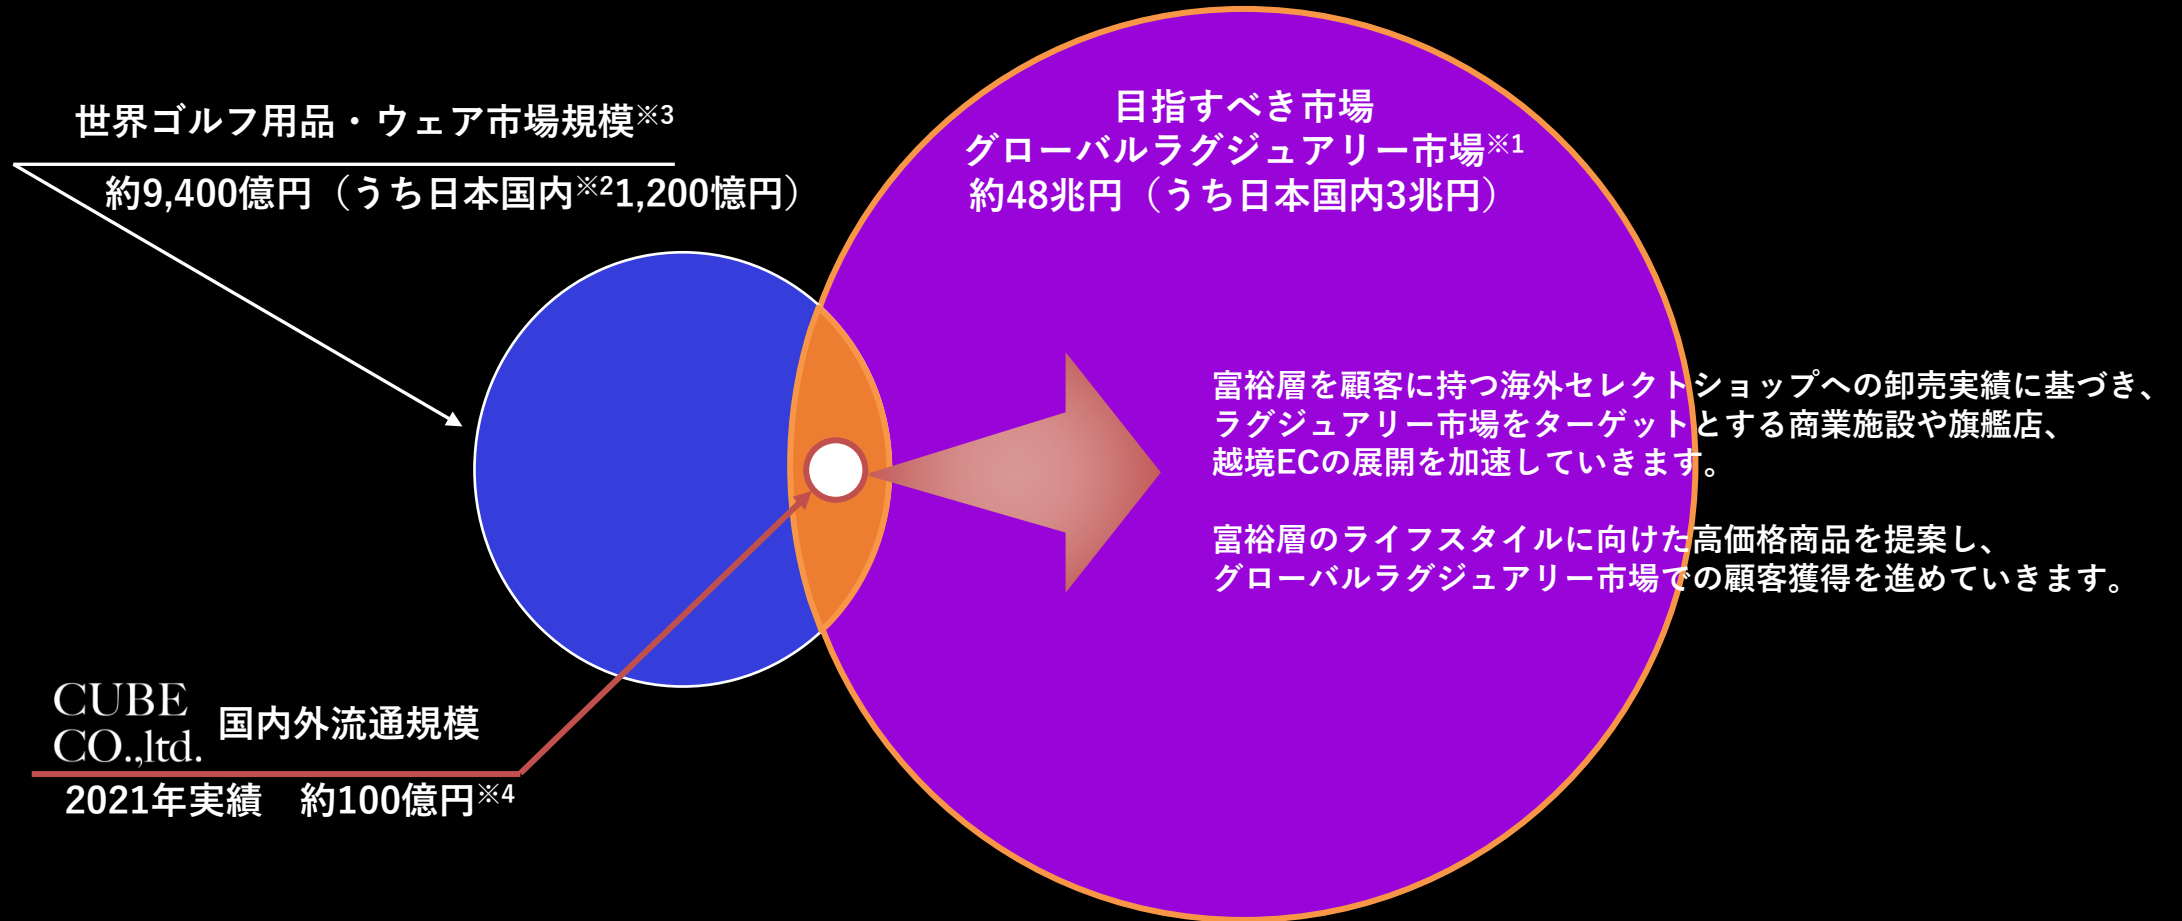 世界ゴルフ用品・ウェア市場規模※3
約9,400億円（うち日本国内※21,200憶円）
目指すべき市場
グローバルラグジュアリー市場※1
約48兆円（うち日本国内3兆円）
富裕層を顧客に持つ海外セレクトショップへの卸売実績に基づき、
ラグジュアリー市場をターゲットとする商業施設や旗艦店、
越境ECの展開を加速していきます。
富裕層のライフスタイルに向けた高価格商品を提案し、
グローバルラグジュアリー市場での顧客獲得を進めていきます。
CUBE
CO.,ltd.
国内外流通規模
2021年実績　約100億円※4